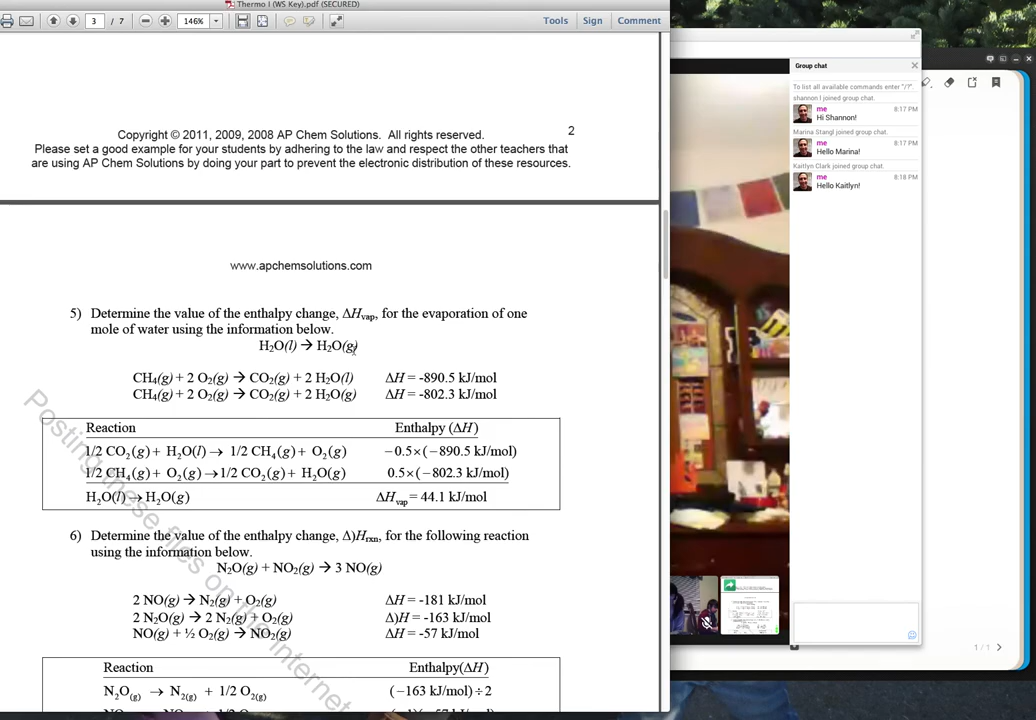 Thermo I (WS Key).pdf (SECURED)
3 / 7 146% Tools Sign Comment
Copyright © 2011, 2009, 2008 AP Chem Solutions. All rights reserved. 2
Please set a good example for your students by adhering to the law and respect the other teachers that
are using AP Chem Solutions by doing your part to prevent the electronic distribution of these resources.
www.apchemsolutions.com
5) Determine the value of the enthalpy change, ΔHvap, for the evaporation of one
mole of water using the information below.
H₂O(l) → H₂O(g)
CH₄(g) + 2 O₂(g) → CO₂(g) + 2 H₂O(l) ΔH = -890.5 kJ/mol
CH₄(g) + 2 O₂(g) → CO₂(g) + 2 H₂O(g) ΔH = -802.3 kJ/mol
Reaction Enthalpy (ΔH)
1/2 CO₂(g) + H₂O(l) → 1/2 CH₄(g) + O₂(g) −0.5×(−890.5 kJ/mol)
1/2 CH₄(g) + O₂(g) → 1/2 CO₂(g) + H₂O(g) 0.5×(−802.3 kJ/mol)
H₂O(l) → H₂O(g) ΔHvap = 44.1 kJ/mol
6) Determine the value of the enthalpy change, Δ)Hrxn, for the following reaction
using the information below.
N₂O(g) + NO₂(g) → 3 NO(g)
2 NO(g) → N₂(g) + O₂(g) ΔH = -181 kJ/mol
2 N₂O(g) → 2 N₂(g) + O₂(g) Δ)H = -163 kJ/mol
NO(g) + ½ O₂(g) → NO₂(g) ΔH = -57 kJ/mol
Reaction Enthalpy(ΔH)
N₂O(g) → N₂(g) + 1/2 O₂(g) (−163 kJ/mol) ÷ 2
Posting these files on the Internet
Group chat
To list all available commands enter "/?".
shannon l joined group chat.
me 8:17 PM
Hi Shannon!
Marina Stangl joined group chat.
me 8:17 PM
Hello Marina!
Kaitlyn Clark joined group chat.
me 8:18 PM
Hello Kaitlyn!
1 / 1